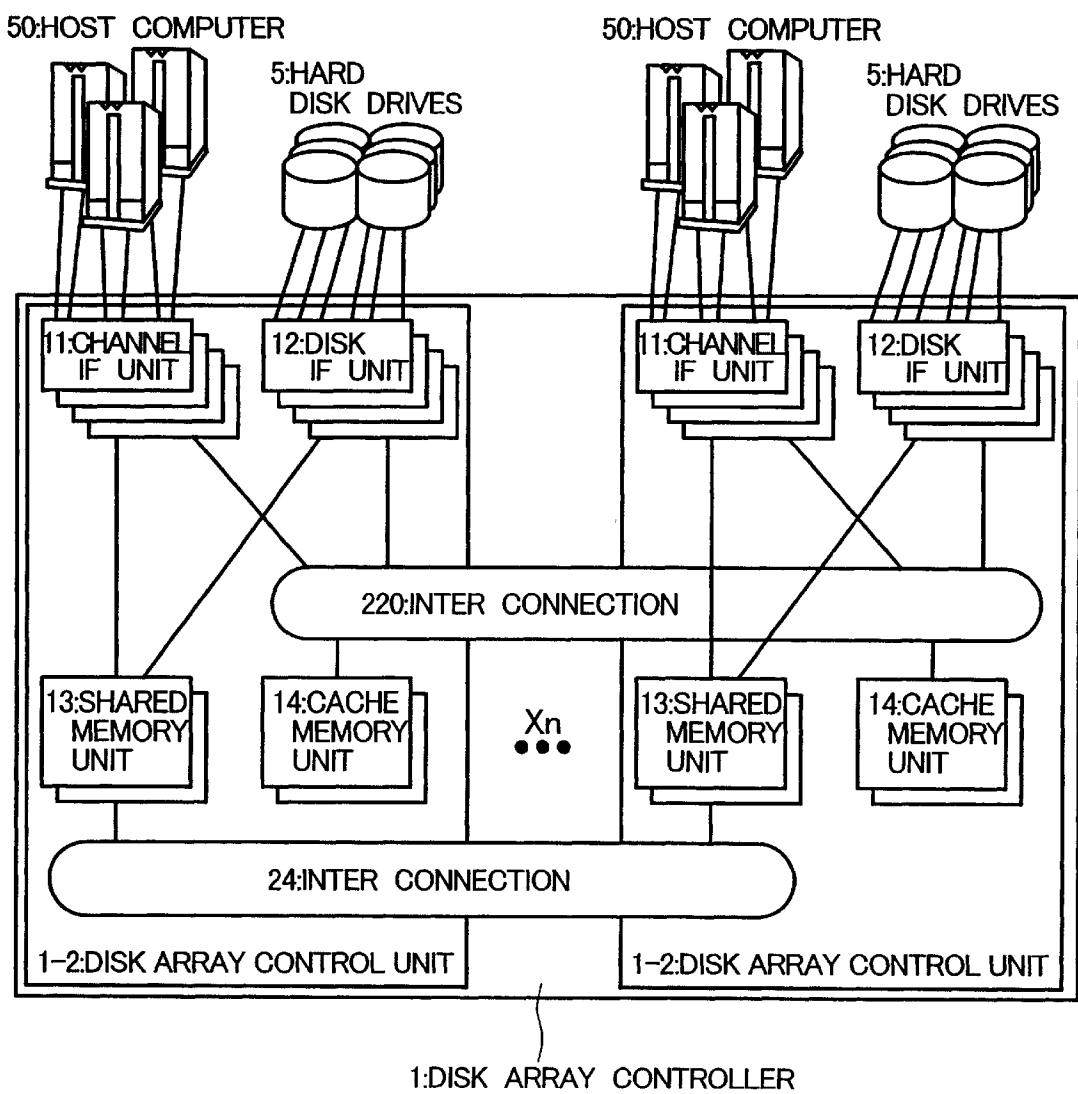 50:HOST COMPUTER
5:HARD
DISK DRIVES
50:HOST COMPUTER
5:HARD
DISK DRIVES
11:CHANNEL
IF UNIT
12:DISK
IF UNIT
11:CHANNEL
IF UNIT
12:DISK
IF UNIT
220:INTER CONNECTION
13:SHARED
MEMORY
UNIT
14:CACHE
MEMORY
UNIT
Xn
13:SHARED
MEMORY
UNIT
14:CACHE
MEMORY
UNIT
24:INTER CONNECTION
1-2:DISK ARRAY CONTROL UNIT
1-2:DISK ARRAY CONTROL UNIT
1:DISK ARRAY CONTROLLER